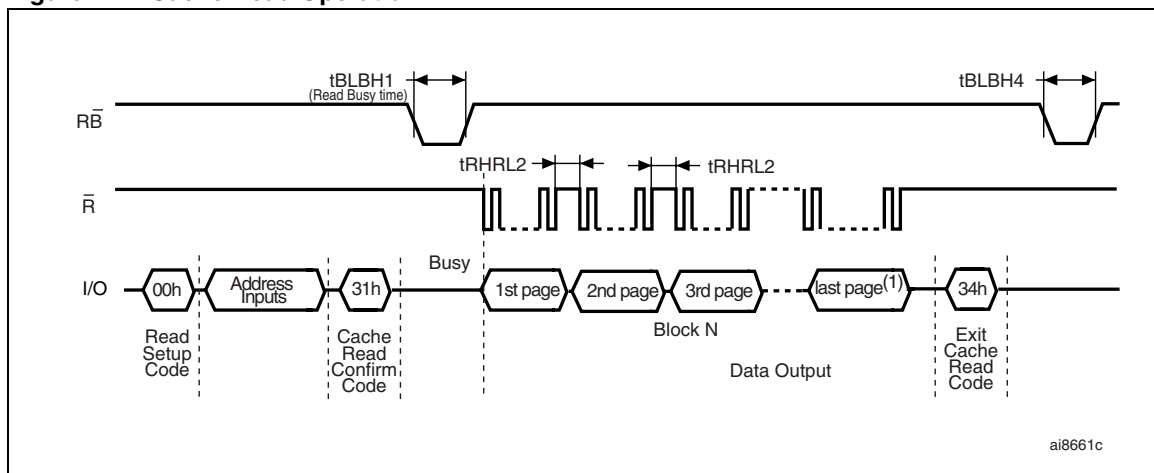 tBLBH1
(Read Busy time)
tBLBH4
RB
tRHRL2
tRHRL2
R
Busy
I/O
00h
Address
Inputs
31h
1st page
2nd page
3rd page
last page(1)
34h
Block N
Read
Setup
Code
Cache
Read
Confirm
Code
Data Output
Exit
Cache
Read
Code
ai8661c